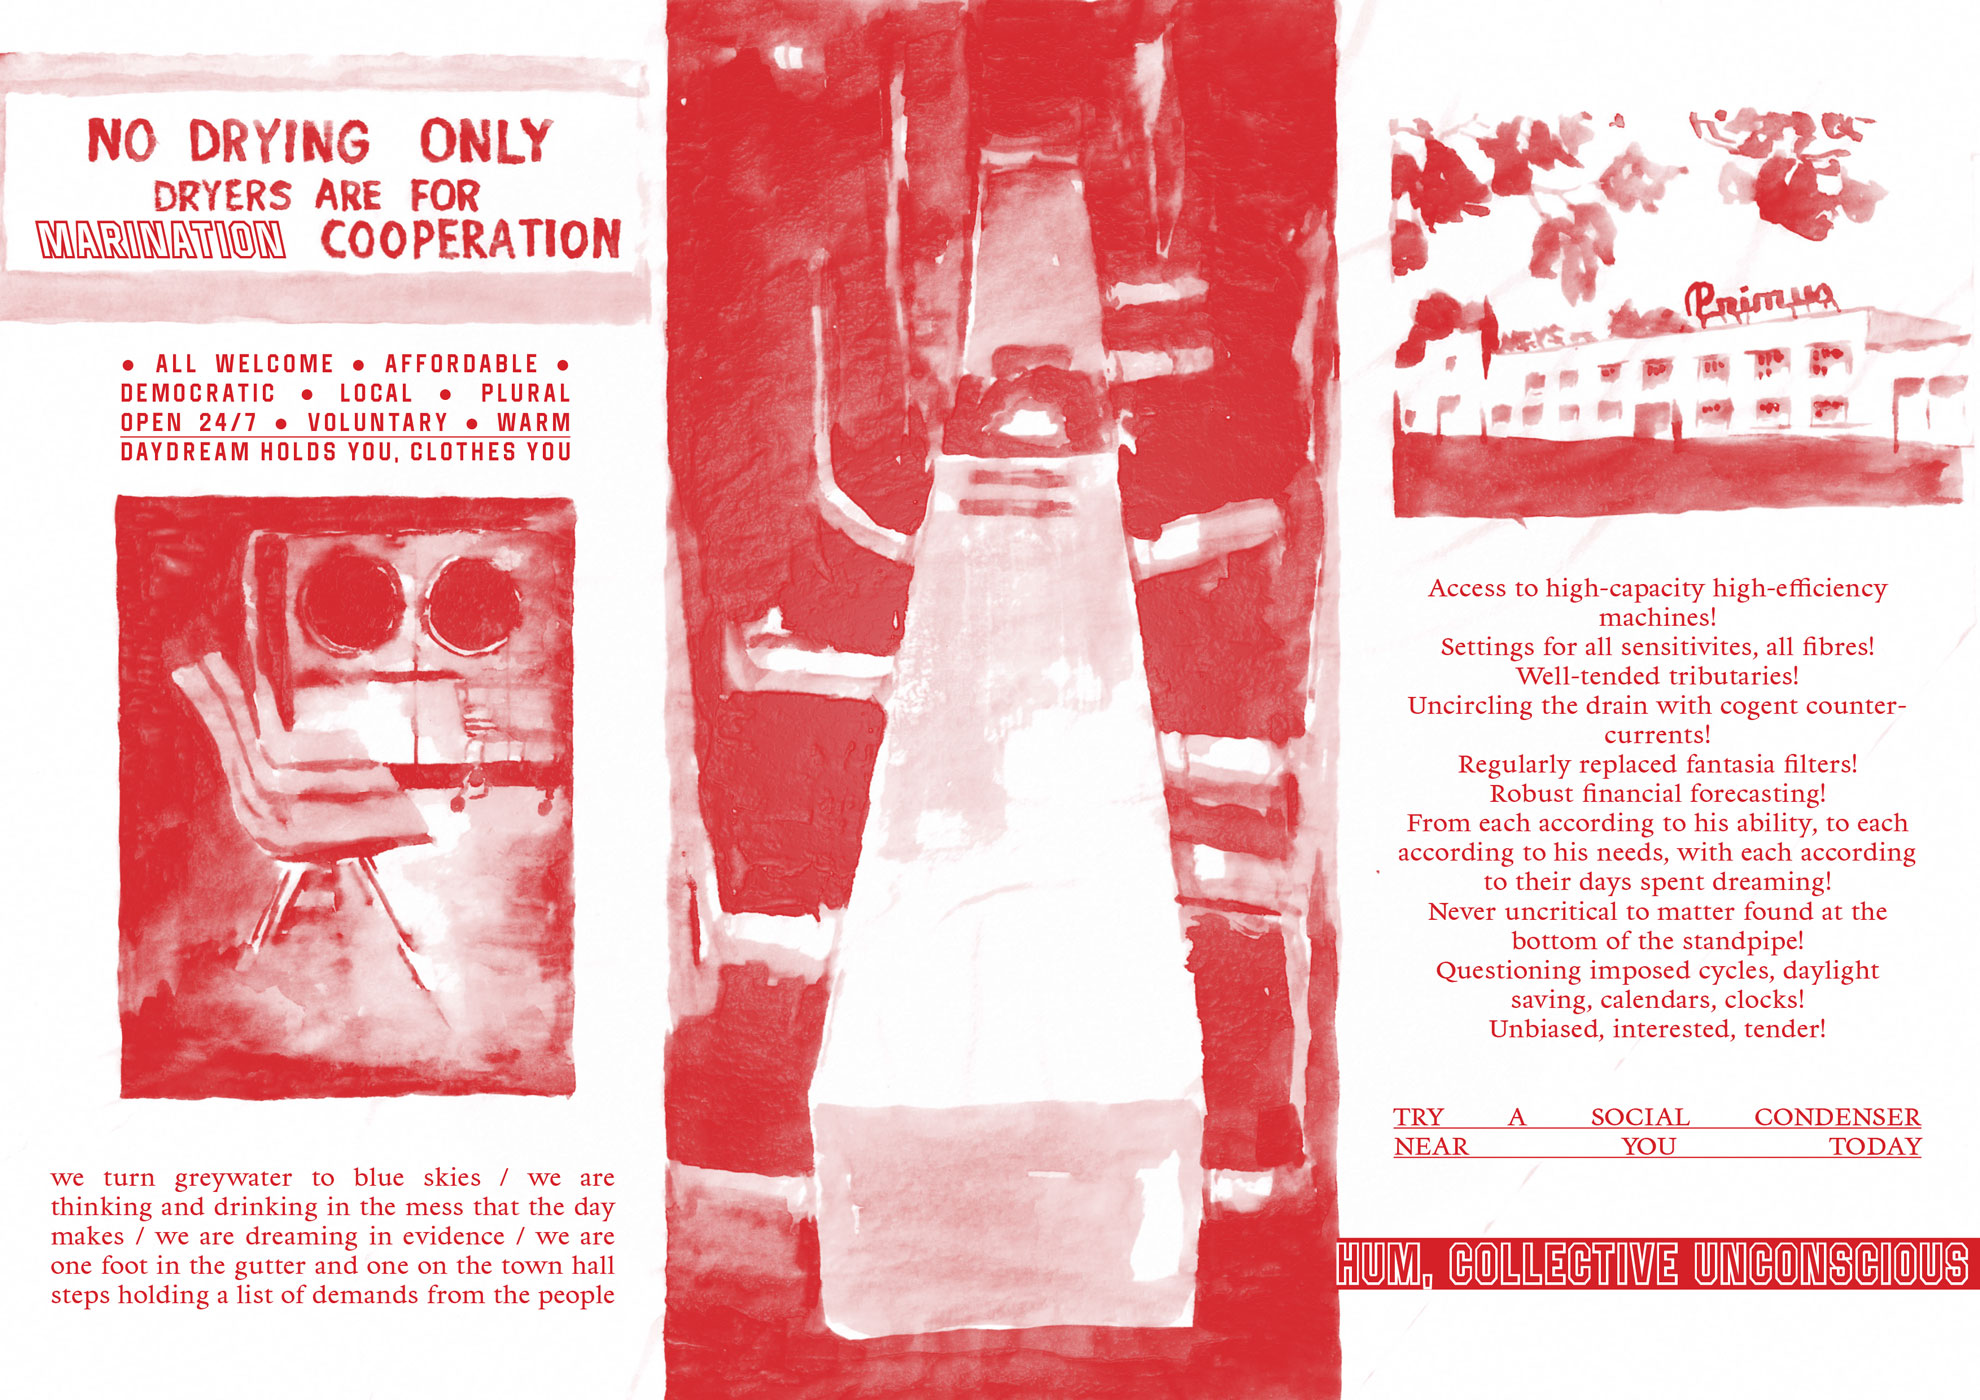 NO DRYING ONLY
DRYERS ARE FOR
MARINATION COOPERATION
• ALL WELCOME • AFFORDABLE •
DEMOCRATIC • LOCAL • PLURAL
OPEN 24/7 • VOLUNTARY • WARM
DAYDREAM HOLDS YOU, CLOTHES YOU
we turn greywater to blue skies / we are
thinking and drinking in the mess that the day
makes / we are dreaming in evidence / we are
one foot in the gutter and one on the town hall
steps holding a list of demands from the people
Primus
Access to high-capacity high-efficiency
machines!
Settings for all sensitivites, all fibres!
Well-tended tributaries!
Uncircling the drain with cogent counter-
currents!
Regularly replaced fantasia filters!
Robust financial forecasting!
From each according to his ability, to each
according to his needs, with each according
to their days spent dreaming!
Never uncritical to matter found at the
bottom of the standpipe!
Questioning imposed cycles, daylight
saving, calendars, clocks!
Unbiased, interested, tender!
TRY A SOCIAL CONDENSER
NEAR YOU TODAY
HUM, COLLECTIVE UNCONSCIOUS